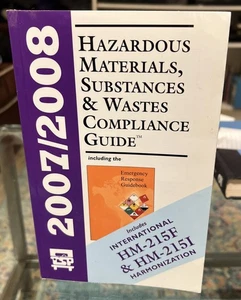 2007/2008
HAZARDOUS
MATERIALS,
SUBSTANCES
& WASTES
COMPLIANCE
GUIDE™
including the
Emergency
Response
Guidebook
Includes
INTERNATIONAL
HM-215F
& HM-215I
HARMONIZATION